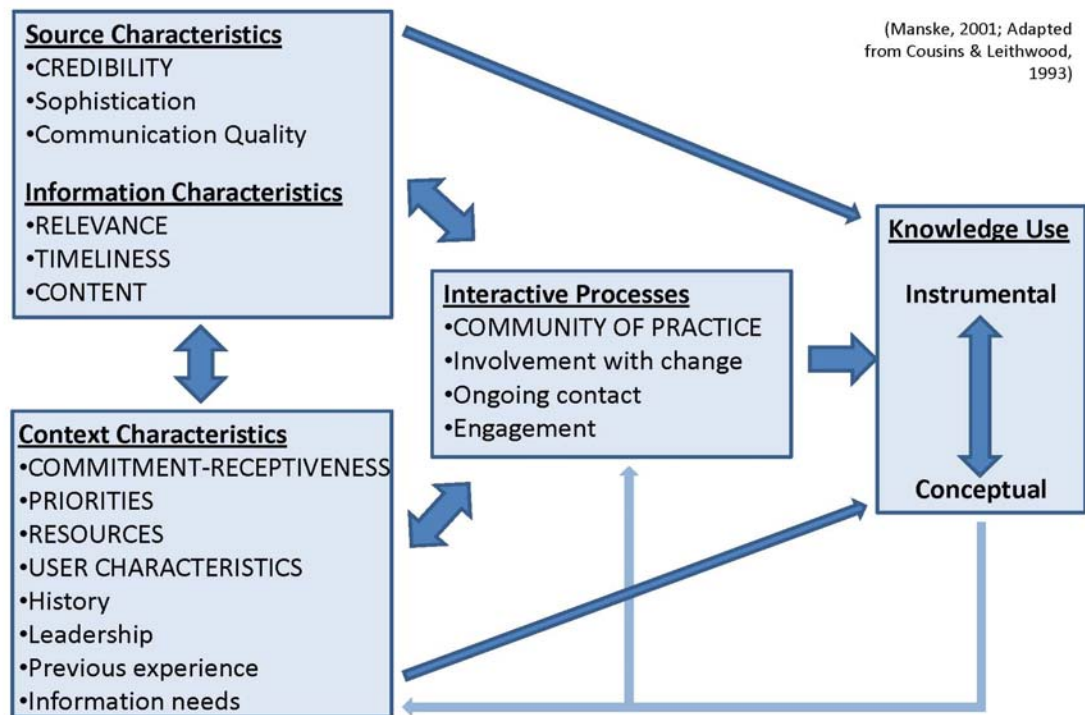 Source Characteristics
•CREDIBILITY
•Sophistication
•Communication Quality
Information Characteristics
•RELEVANCE
•TIMELINESS
•CONTENT
(Manske, 2001; Adapted
from Cousins & Leithwood,
1993)
Interactive Processes
•COMMUNITY OF PRACTICE
•Involvement with change
•Ongoing contact
•Engagement
Knowledge Use
Instrumental
Conceptual
Context Characteristics
•COMMITMENT-RECEPTIVENESS
•PRIORITIES
•RESOURCES
•USER CHARACTERISTICS
•History
•Leadership
•Previous experience
•Information needs